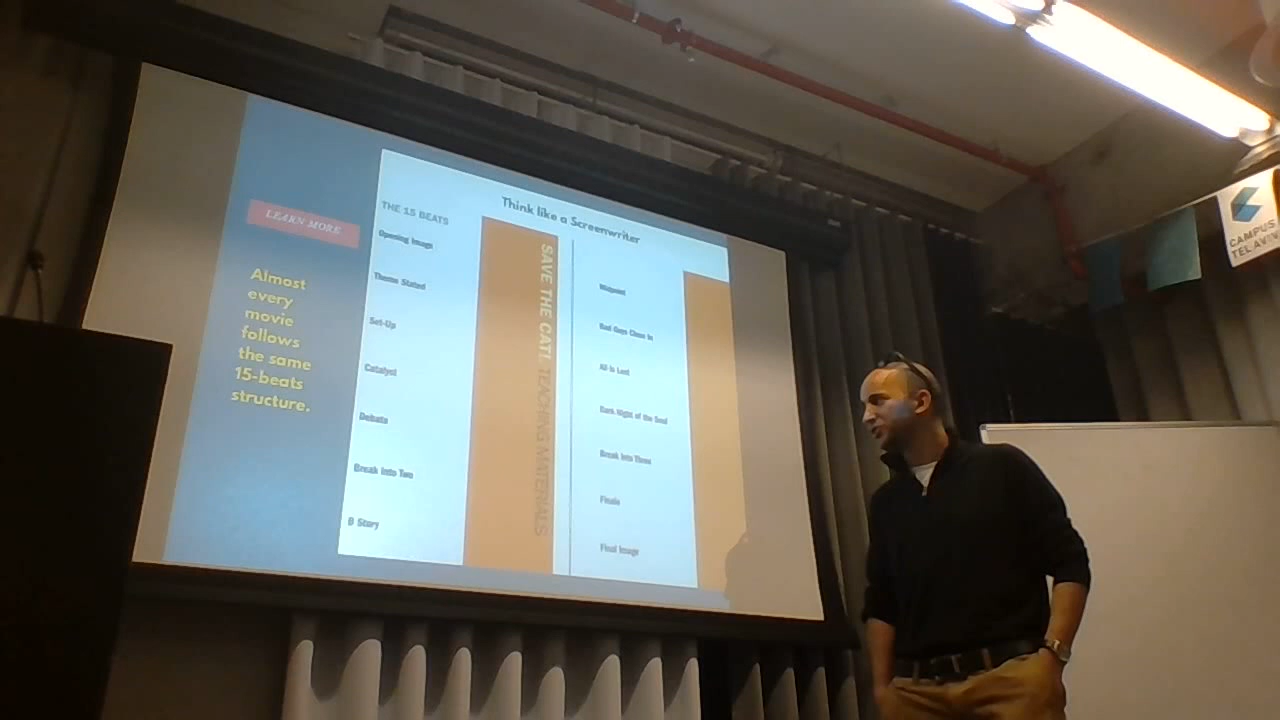 LEARN MORE
Almost
every
movie
follows
the same
15-beats
structure.
Think like a Screenwriter
THE 15 BEATS
Opening Image
Theme Stated
Set-Up
Catalyst
Debate
Break Into Two
B Story
SAVE THE CAT!. TEACHING MATERIALS
Midpoint
Bad Guys Close In
All Is Lost
Dark Night of the Soul
Break Into Three
Finale
Final Image
CAMPUS
TEL AVIV